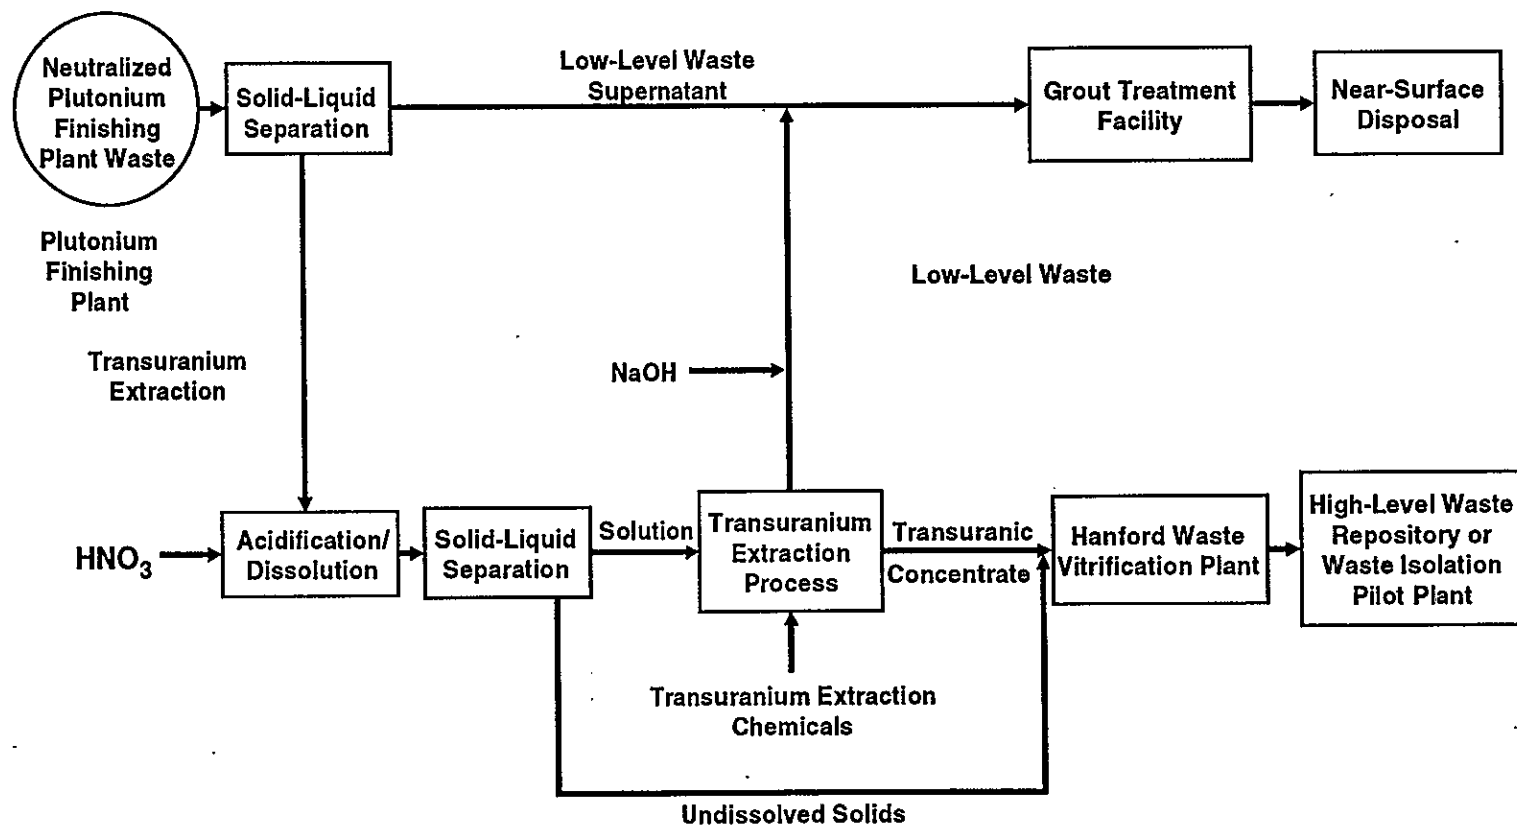 Neutralized
Plutonium
Finishing
Plant Waste
Solid-Liquid
Separation
Low-Level Waste
Supernatant
Grout Treatment
Facility
Near-Surface
Disposal
Plutonium
Finishing
Plant
Low-Level Waste
Transuranium
Extraction
NaOH
HNO3
Acidification/
Dissolution
Solid-Liquid
Separation
Solution
Transuranium
Extraction
Process
Transuranic
Concentrate
Hanford Waste
Vitrification Plant
High-Level Waste
Repository or
Waste Isolation
Pilot Plant
Transuranium Extraction
Chemicals
Undissolved Solids